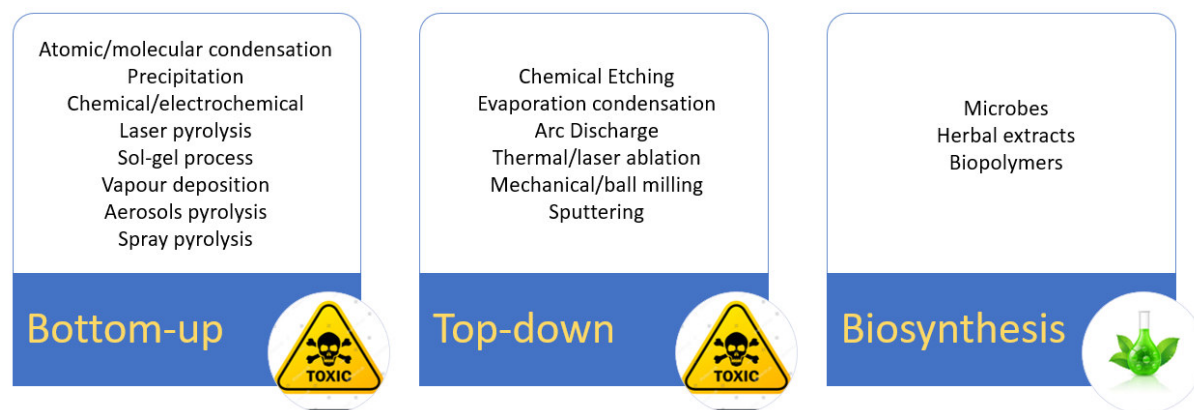 Atomic/molecular condensation
Precipitation
Chemical/electrochemical
Laser pyrolysis
Sol-gel process
Vapour deposition
Aerosols pyrolysis
Spray pyrolysis
Bottom-up
TOXIC
Chemical Etching
Evaporation condensation
Arc Discharge
Thermal/laser ablation
Mechanical/ball milling
Sputtering
Top-down
TOXIC
Microbes
Herbal extracts
Biopolymers
Biosynthesis